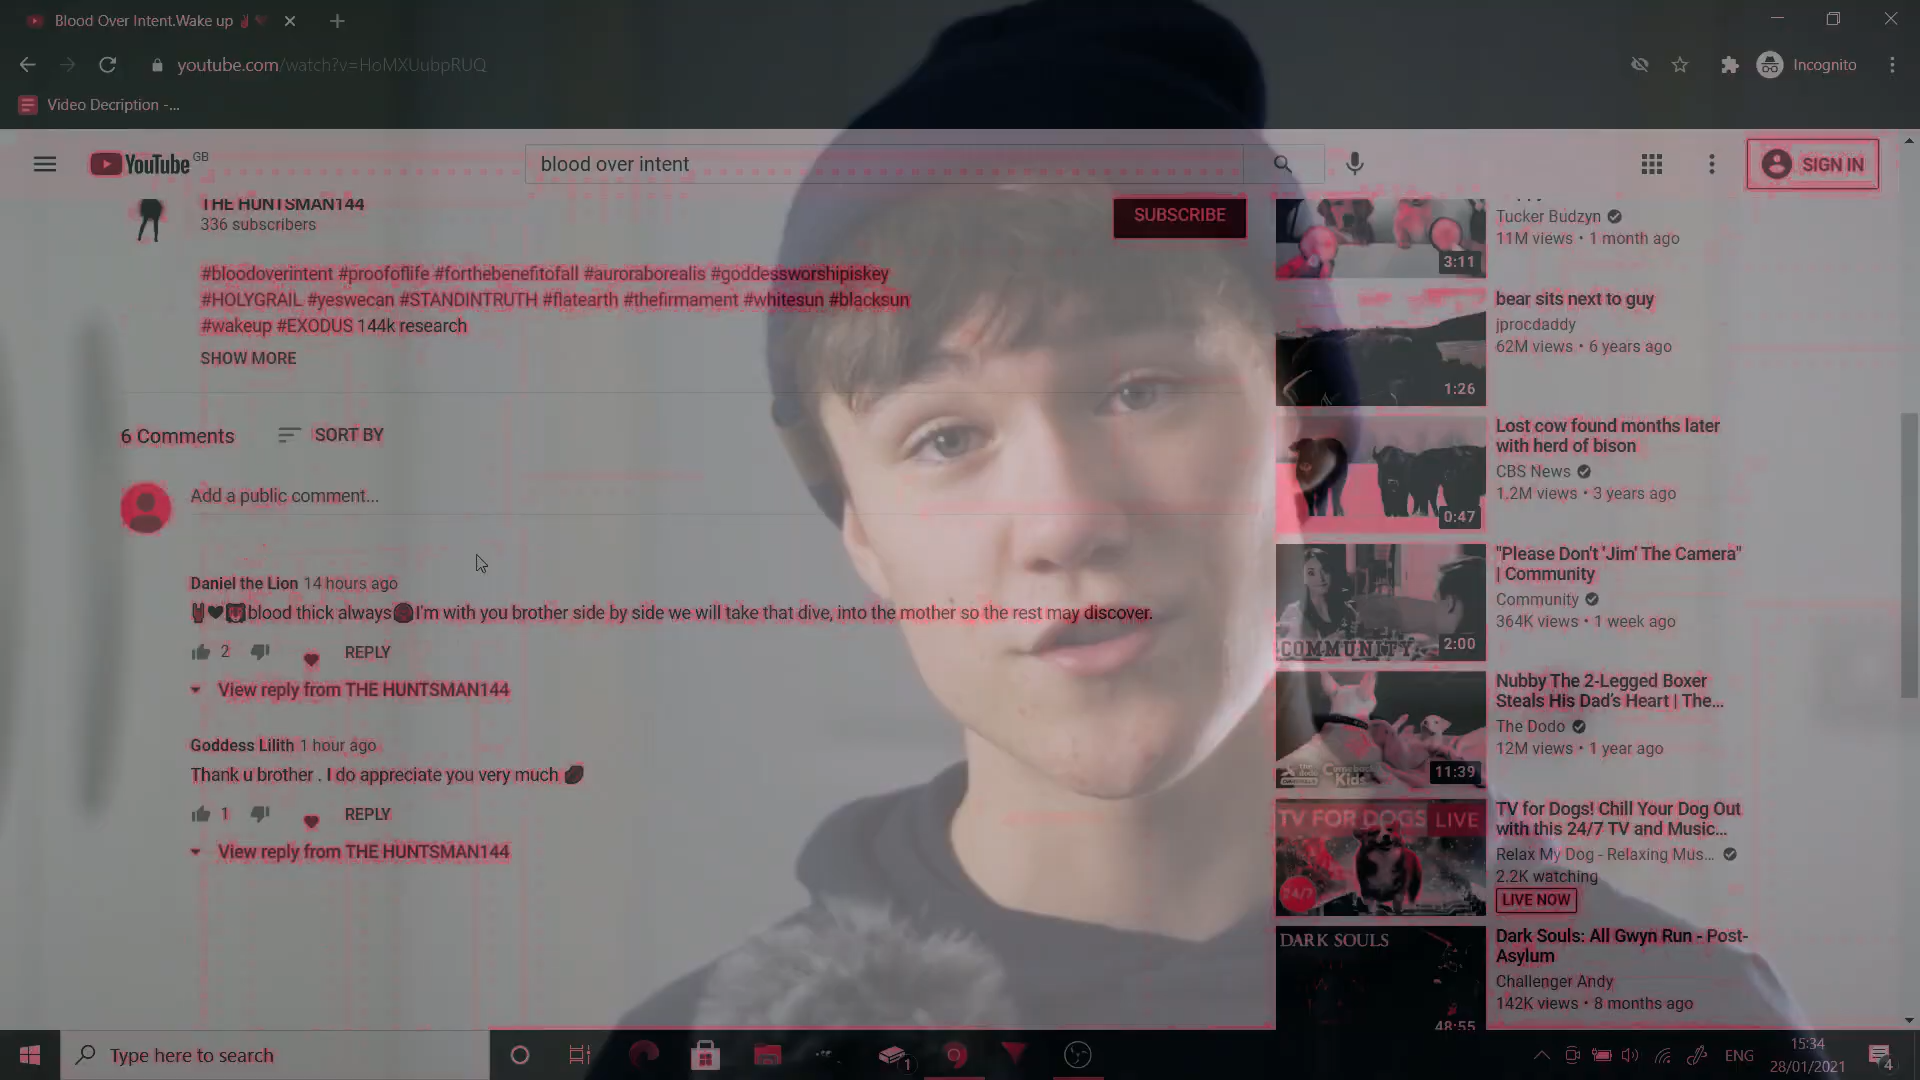 Blood Over Intent.Wake up
youtube.com/watch?v=HoMXUubpRUQ
Incognito
Video Decription -...
YouTube GB
blood over intent
SIGN IN
THE HUNTSMAN144
336 subscribers
SUBSCRIBE
#bloodoverintent #proofoflife #forthebenefitofall #auroraborealis #goddessworshipiskey
#HOLYGRAIL #yeswecan #STANDINTRUTH #flatearth #thefirmament #whitesun #blacksun
#wakeup #EXODUS 144k research
SHOW MORE
6 Comments
SORT BY
Add a public comment...
Daniel the Lion 14 hours ago
blood thick always I'm with you brother side by side we will take that dive, into the mother so the rest may discover.
2
REPLY
View reply from THE HUNTSMAN144
Goddess Lilith 1 hour ago
Thank u brother . I do appreciate you very much
1
REPLY
View reply from THE HUNTSMAN144
Tucker Budzyn
11M views • 1 month ago
3:11
bear sits next to guy
jprocdaddy
62M views • 6 years ago
1:26
Lost cow found months later
with herd of bison
CBS News
1.2M views • 3 years ago
0:47
"Please Don't 'Jim' The Camera"
| Community
Community
364K views • 1 week ago
COMMUNITY
2:00
Nubby The 2-Legged Boxer
Steals His Dad's Heart | The...
The Dodo
12M views • 1 year ago
the Dodo
Comeback
Kids
11:39
TV for Dogs! Chill Your Dog Out
with this 24/7 TV and Music...
Relax My Dog - Relaxing Mus...
2.2K watching
LIVE NOW
TV FOR DOGS LIVE
24/7
Dark Souls: All Gwyn Run - Post-
Asylum
Challenger Andy
142K views • 8 months ago
DARK SOULS
48:55
Type here to search
1
ENG
15:34
28/01/2021
4